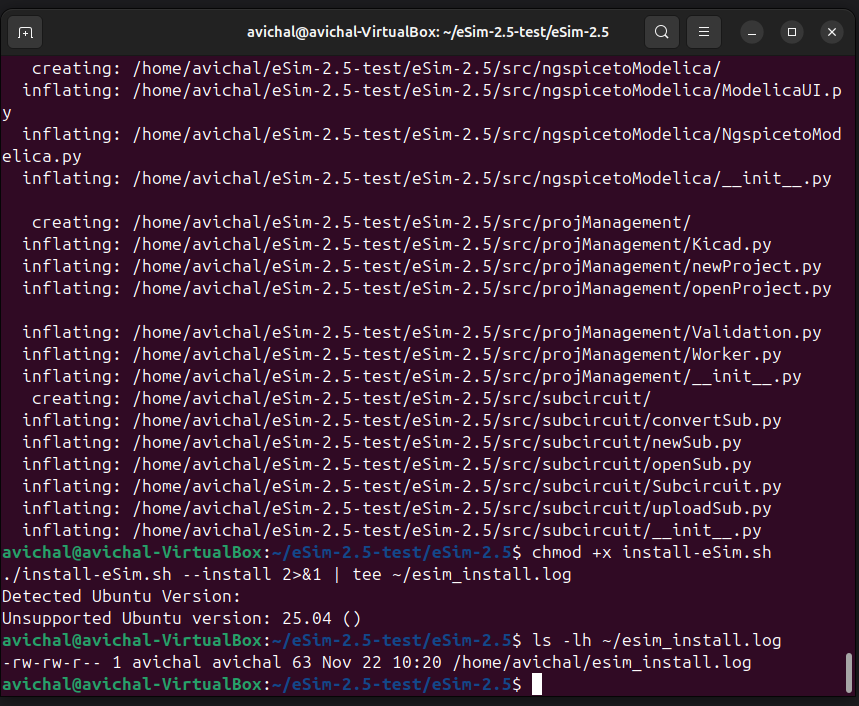 avichal@avichal-VirtualBox: ~/eSim-2.5-test/eSim-2.5
creating: /home/avichal/eSim-2.5-test/eSim-2.5/src/ngspicetoModelica/
inflating: /home/avichal/eSim-2.5-test/eSim-2.5/src/ngspicetoModelica/ModelicaUI.p
y
inflating: /home/avichal/eSim-2.5-test/eSim-2.5/src/ngspicetoModelica/NgspicetoMod
elica.py
inflating: /home/avichal/eSim-2.5-test/eSim-2.5/src/ngspicetoModelica/__init__.py
creating: /home/avichal/eSim-2.5-test/eSim-2.5/src/projManagement/
inflating: /home/avichal/eSim-2.5-test/eSim-2.5/src/projManagement/Kicad.py
inflating: /home/avichal/eSim-2.5-test/eSim-2.5/src/projManagement/newProject.py
inflating: /home/avichal/eSim-2.5-test/eSim-2.5/src/projManagement/openProject.py
inflating: /home/avichal/eSim-2.5-test/eSim-2.5/src/projManagement/Validation.py
inflating: /home/avichal/eSim-2.5-test/eSim-2.5/src/projManagement/Worker.py
inflating: /home/avichal/eSim-2.5-test/eSim-2.5/src/projManagement/__init__.py
creating: /home/avichal/eSim-2.5-test/eSim-2.5/src/subcircuit/
inflating: /home/avichal/eSim-2.5-test/eSim-2.5/src/subcircuit/convertSub.py
inflating: /home/avichal/eSim-2.5-test/eSim-2.5/src/subcircuit/newSub.py
inflating: /home/avichal/eSim-2.5-test/eSim-2.5/src/subcircuit/openSub.py
inflating: /home/avichal/eSim-2.5-test/eSim-2.5/src/subcircuit/Subcircuit.py
inflating: /home/avichal/eSim-2.5-test/eSim-2.5/src/subcircuit/uploadSub.py
inflating: /home/avichal/eSim-2.5-test/eSim-2.5/src/subcircuit/__init__.py
avichal@avichal-VirtualBox:~/eSim-2.5-test/eSim-2.5$ chmod +x install-eSim.sh
./install-eSim.sh --install 2>&1 | tee ~/esim_install.log
Detected Ubuntu Version:
Unsupported Ubuntu version: 25.04 ()
avichal@avichal-VirtualBox:~/eSim-2.5-test/eSim-2.5$ ls -lh ~/esim_install.log
-rw-rw-r-- 1 avichal avichal 63 Nov 22 10:20 /home/avichal/esim_install.log
avichal@avichal-VirtualBox:~/eSim-2.5-test/eSim-2.5$